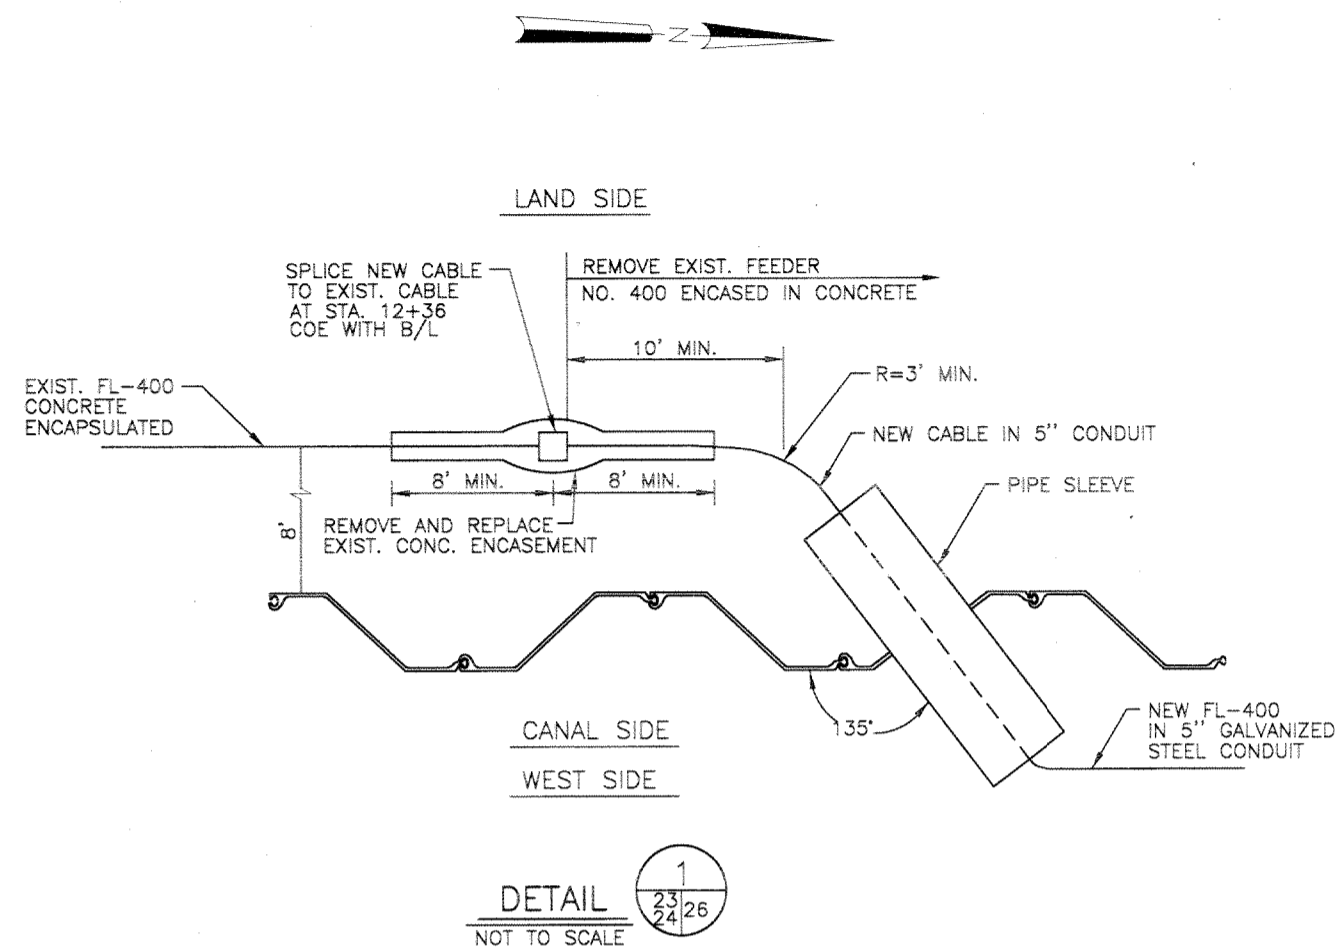 N
LAND SIDE
SPLICE NEW CABLE
TO EXIST. CABLE
AT STA. 12+36
COE WITH B/L
REMOVE EXIST. FEEDER
NO. 400 ENCASED IN CONCRETE
10' MIN.
R=3' MIN.
EXIST. FL-400
CONCRETE
ENCAPSULATED
NEW CABLE IN 5'' CONDUIT
PIPE SLEEVE
8' MIN.
8' MIN.
8'
REMOVE AND REPLACE
EXIST. CONC. ENCASEMENT
135°
CANAL SIDE
WEST SIDE
NEW FL-400
IN 5'' GALVANIZED
STEEL CONDUIT
DETAIL
NOT TO SCALE
1
23
24
26